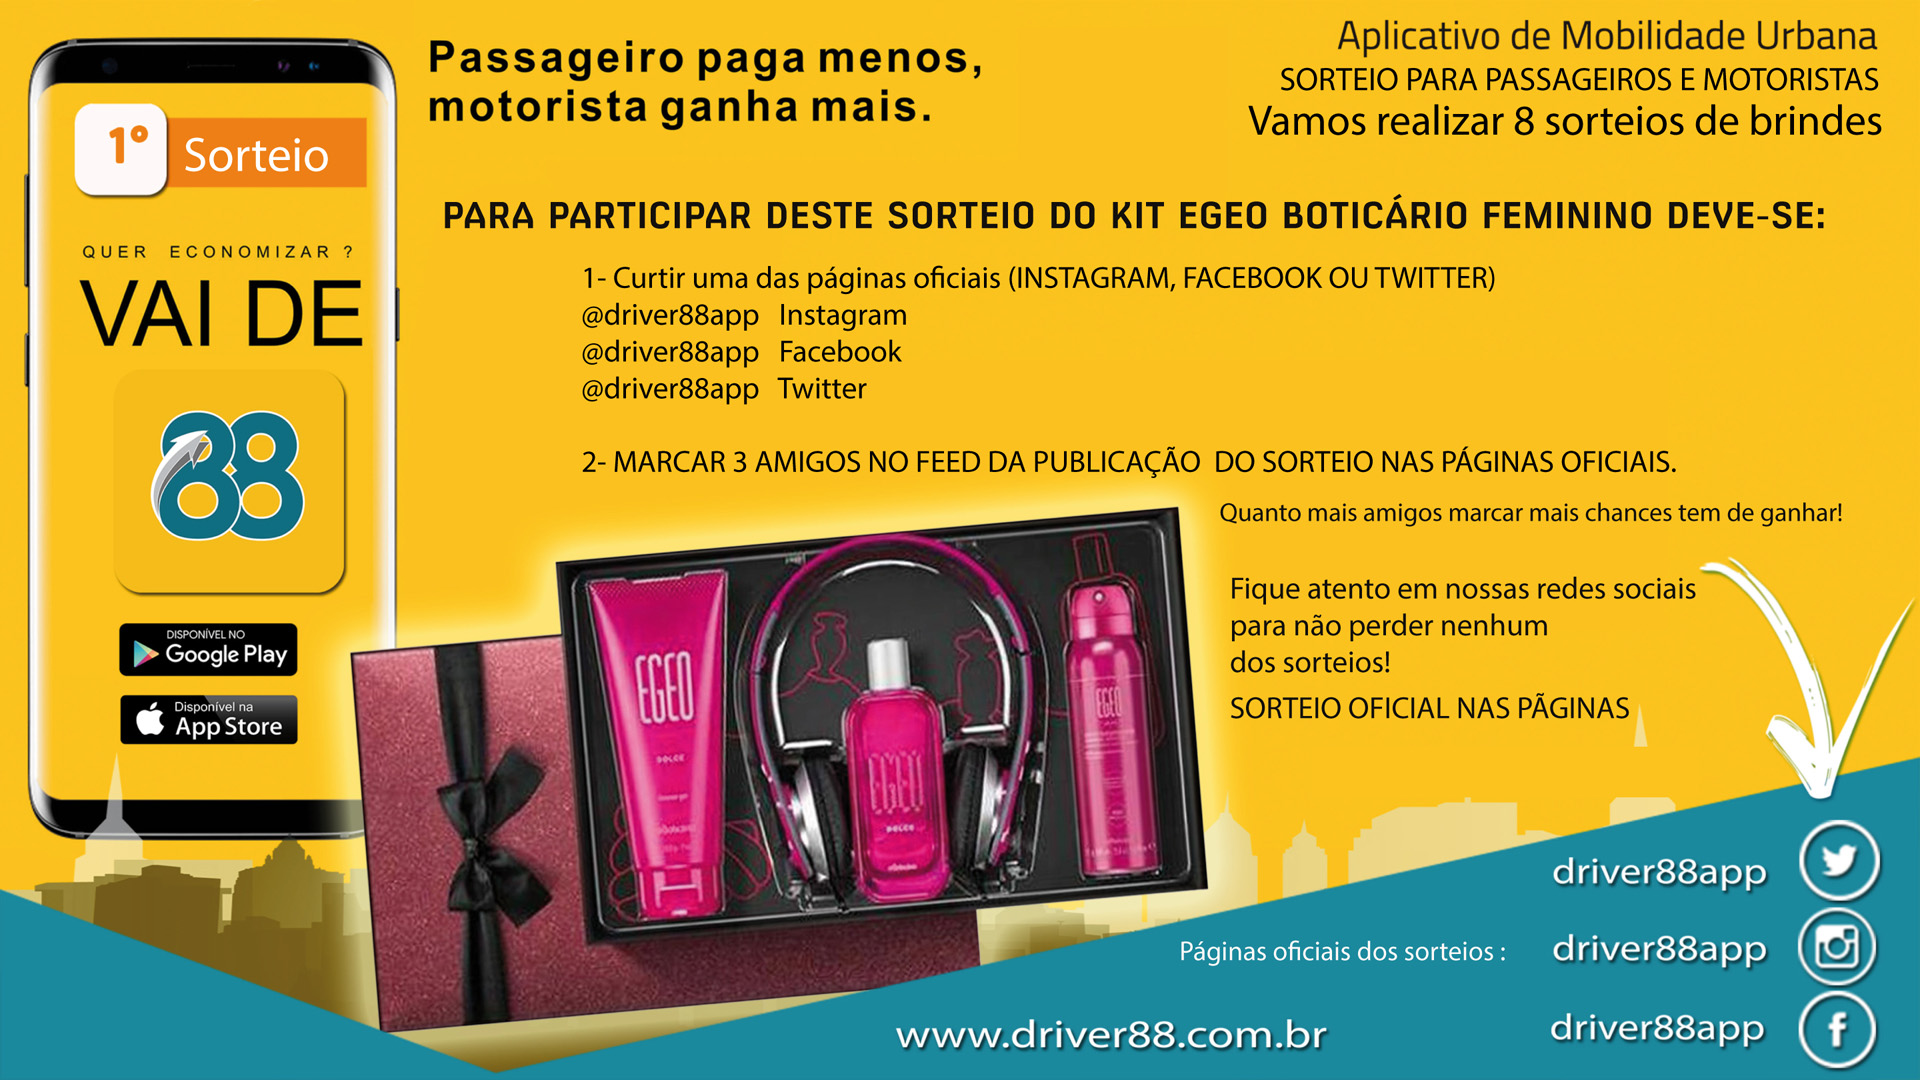 1º
Sorteio
QUER ECONOMIZAR ?
VAI DE
88
DISPONÍVEL NO
Google Play
Disponível na
App Store
Passageiro paga menos,
motorista ganha mais.
Aplicativo de Mobilidade Urbana
SORTEIO PARA PASSAGEIROS E MOTORISTAS
Vamos realizar 8 sorteios de brindes
PARA PARTICIPAR DESTE SORTEIO DO KIT EGEO BOTICÁRIO FEMININO DEVE-SE:
1- Curtir uma das páginas oficiais (INSTAGRAM, FACEBOOK OU TWITTER)
@driver88app Instagram
@driver88app Facebook
@driver88app Twitter
2- MARCAR 3 AMIGOS NO FEED DA PUBLICAÇÃO DO SORTEIO NAS PÁGINAS OFICIAIS.
Quanto mais amigos marcar mais chances tem de ganhar!
Fique atento em nossas redes sociais
para não perder nenhum
dos sorteios!
SORTEIO OFICIAL NAS PÃGINAS
EGEO
DOLCE
EGEO
DOLCE
EGEO
driver88app
Páginas oficiais dos sorteios :
driver88app
driver88app
www.driver88.com.br